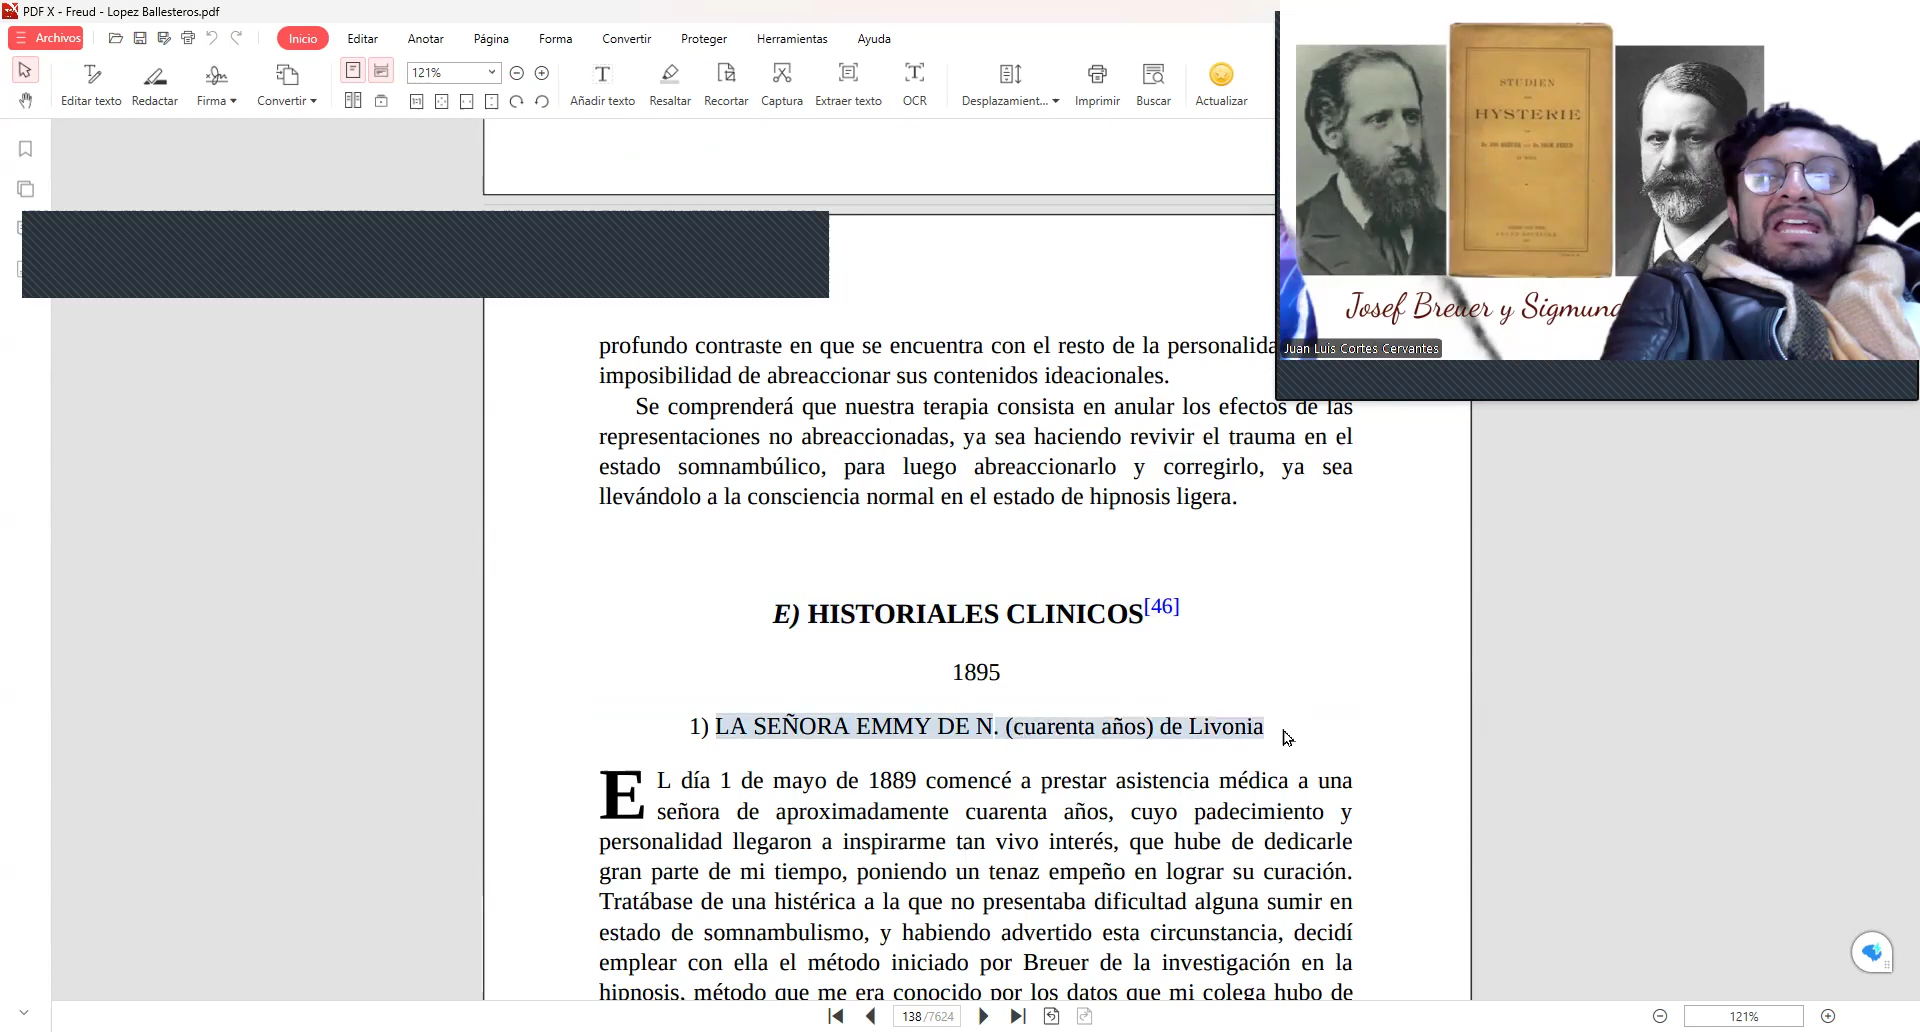 PDF X - Freud - Lopez Ballesteros.pdf
Archivos
Inicio
Editar
Anotar
Página
Forma
Convertir
Proteger
Herramientas
Ayuda
121%
Editar texto
Redactar
Firma
Convertir
Añadir texto
Resaltar
Recortar
Captura
Extraer texto
OCR
Desplazamient...
Imprimir
Buscar
Actualizar
STUDIEN
HYSTERIE
Josef Breuer y Sigmund
Juan Luis Cortes Cervantes
profundo contraste en que se encuentra con el resto de la personalida
imposibilidad de abreaccionar sus contenidos ideacionales.
Se comprenderá que nuestra terapia consista en anular los efectos de las
representaciones no abreaccionadas, ya sea haciendo revivir el trauma en el
estado somnambúlico, para luego abreaccionarlo y corregirlo, ya sea
llevándolo a la consciencia normal en el estado de hipnosis ligera.
E) HISTORIALES CLINICOS[46]
1895
1) LA SEÑORA EMMY DE N. (cuarenta años) de Livonia
EL día 1 de mayo de 1889 comencé a prestar asistencia médica a una
señora de aproximadamente cuarenta años, cuyo padecimiento y
personalidad llegaron a inspirarme tan vivo interés, que hube de dedicarle
gran parte de mi tiempo, poniendo un tenaz empeño en lograr su curación.
Tratábase de una histérica a la que no presentaba dificultad alguna sumir en
estado de somnambulismo, y habiendo advertido esta circunstancia, decidí
emplear con ella el método iniciado por Breuer de la investigación en la
hipnosis, método que me era conocido por los datos que mi colega hubo de
138/7624
121%